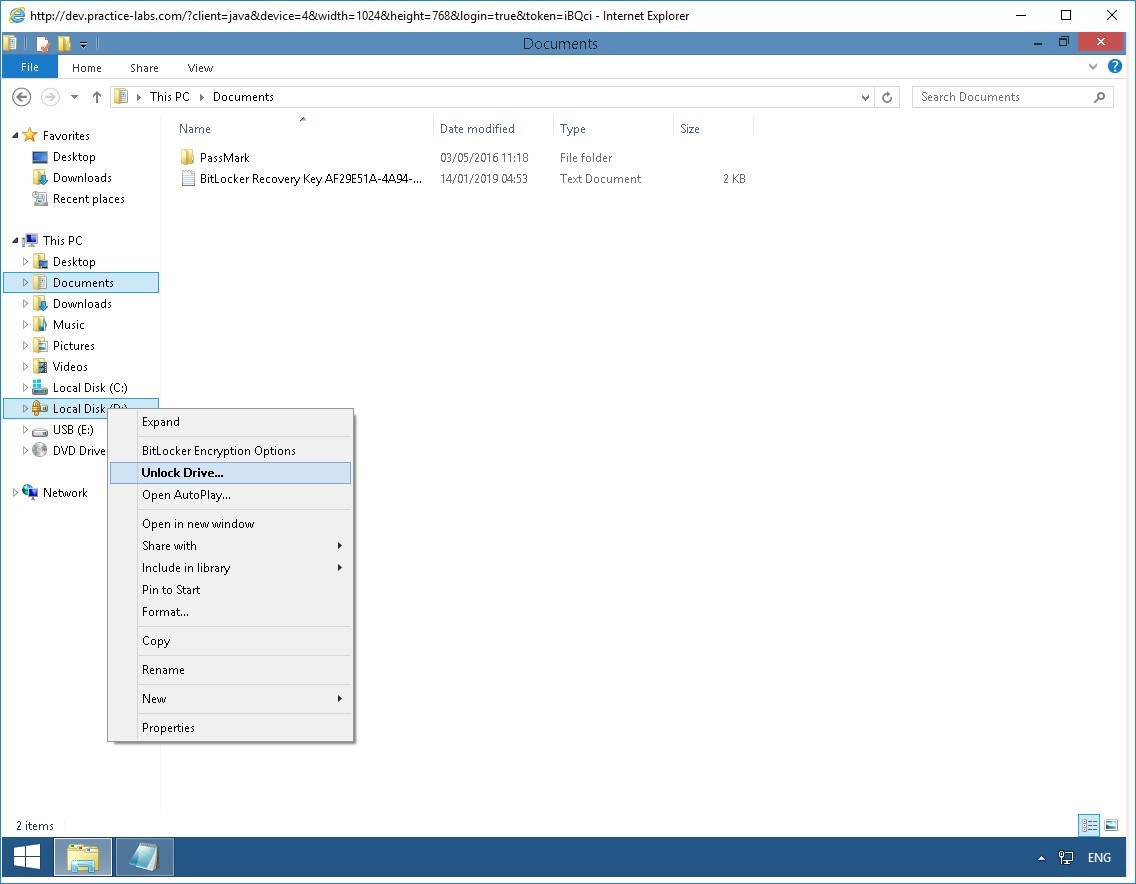 http://dev.practice-labs.com/?client=java&device=4&width=1024&height=768&login=true&token=iBQci - Internet Explorer
Documents
File Home Share View
This PC Documents
Search Documents
Name Date modified Type Size
PassMark 03/05/2016 11:18 File folder
BitLocker Recovery Key AF29E51A-4A94-... 14/01/2019 04:53 Text Document 2 KB
Favorites
Desktop
Downloads
Recent places
This PC
Desktop
Documents
Downloads
Music
Pictures
Videos
Local Disk (C:)
Local Disk (D:)
USB (E:)
DVD Drive
Network
Expand
BitLocker Encryption Options
Unlock Drive...
Open AutoPlay...
Open in new window
Share with
Include in library
Pin to Start
Format...
Copy
Rename
New
Properties
2 items
ENG